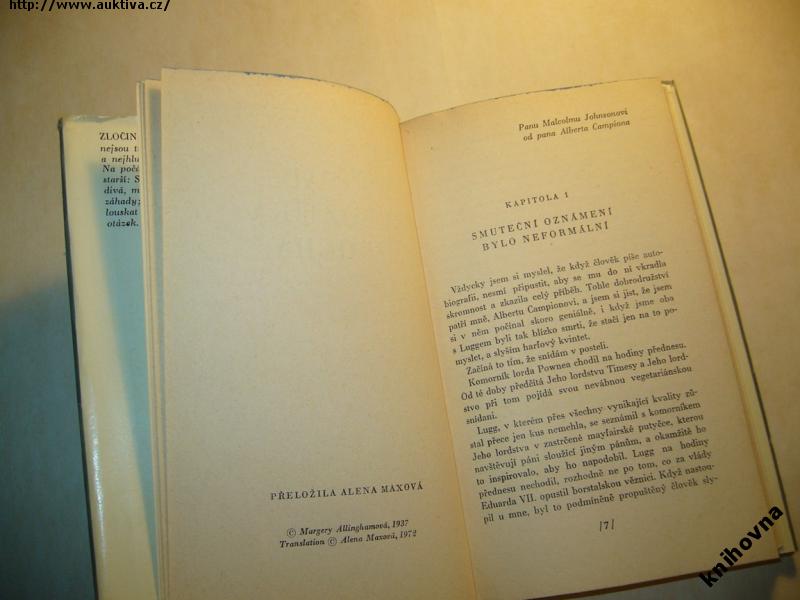 http://www.auktiva.cz/
ZLOČIN
nejsou
a nejhlu
Na počá
starší: S
divá, m
záhady;
louskat
otázek.
PŘELOŽILA ALENA MAXOVÁ
© Margery Allinghamová, 1937
Translation © Alena Maxová, 1972
Panu Malcolmu Johnsonovi
od pana Alberta Campiona
KAPITOLA 1
SMUTEČNÍ OZNÁMENÍ
BYLO NEFORMÁLNÍ
Vždycky jsem si myslel, že když člověk píše auto-
biografii, nesmí připustit, aby se mu do ní vkradla
skromnost a zkazila celý příběh. Tohle dobrodružství
patří mně, Albertu Campionovi, a jsem si jist, že jsem
si v něm počínal skoro geniálně, i když jsme oba
s Luggem byli tak blízko smrti, že stačí jen na to po-
myslet, a slyším harfový kvintet.
Začíná to tím, že snídám v posteli.
Komorník lorda Pownea chodil na hodiny přednesu.
Od té doby předčítá Jeho lordstvu Timesy a Jeho lord-
stvo při tom pojídá svou nevábnou vegetariánskou
snídani.
Lugg, v kterém přes všechny vynikající kvality zů-
stal přece jen kus nemehla, se seznámil s komorníkem
Jeho lordstva v zastrčené mayfairské putyčce, kterou
navštěvují páni sloužící jiným pánům, a okamžitě ho
to inspirovalo, aby ho napodobil. Lugg na hodiny
přednesu nechodil, rozhodně ne po tom, co za vlády
Eduarda VII. opustil borstalskou věznici. Když nastou-
pil u mne, byl to podmíněně propuštěný člověk sly-
/7/
knihovna